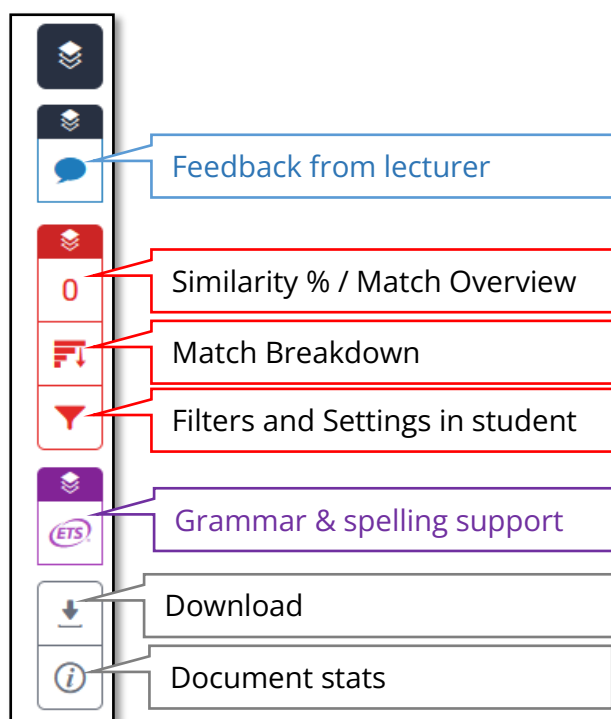 Feedback from lecturer
0
Similarity % / Match Overview
Match Breakdown
Filters and Settings in student
ETS
Grammar & spelling support
Download
i
Document stats